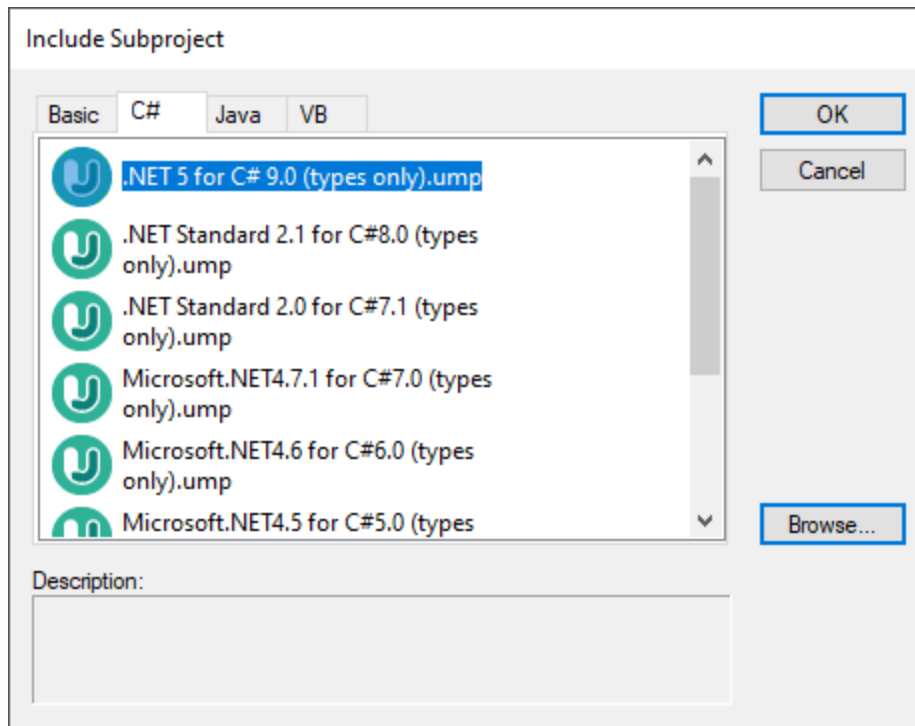 Include Subproject
Basic C# Java VB
OK
Cancel
.NET 5 for C# 9.0 (types only).ump
.NET Standard 2.1 for C#8.0 (types
only).ump
.NET Standard 2.0 for C#7.1 (types
only).ump
Microsoft.NET4.7.1 for C#7.0 (types
only).ump
Microsoft.NET4.6 for C#6.0 (types
only).ump
Microsoft.NET4.5 for C#5.0 (types
Browse...
Description: